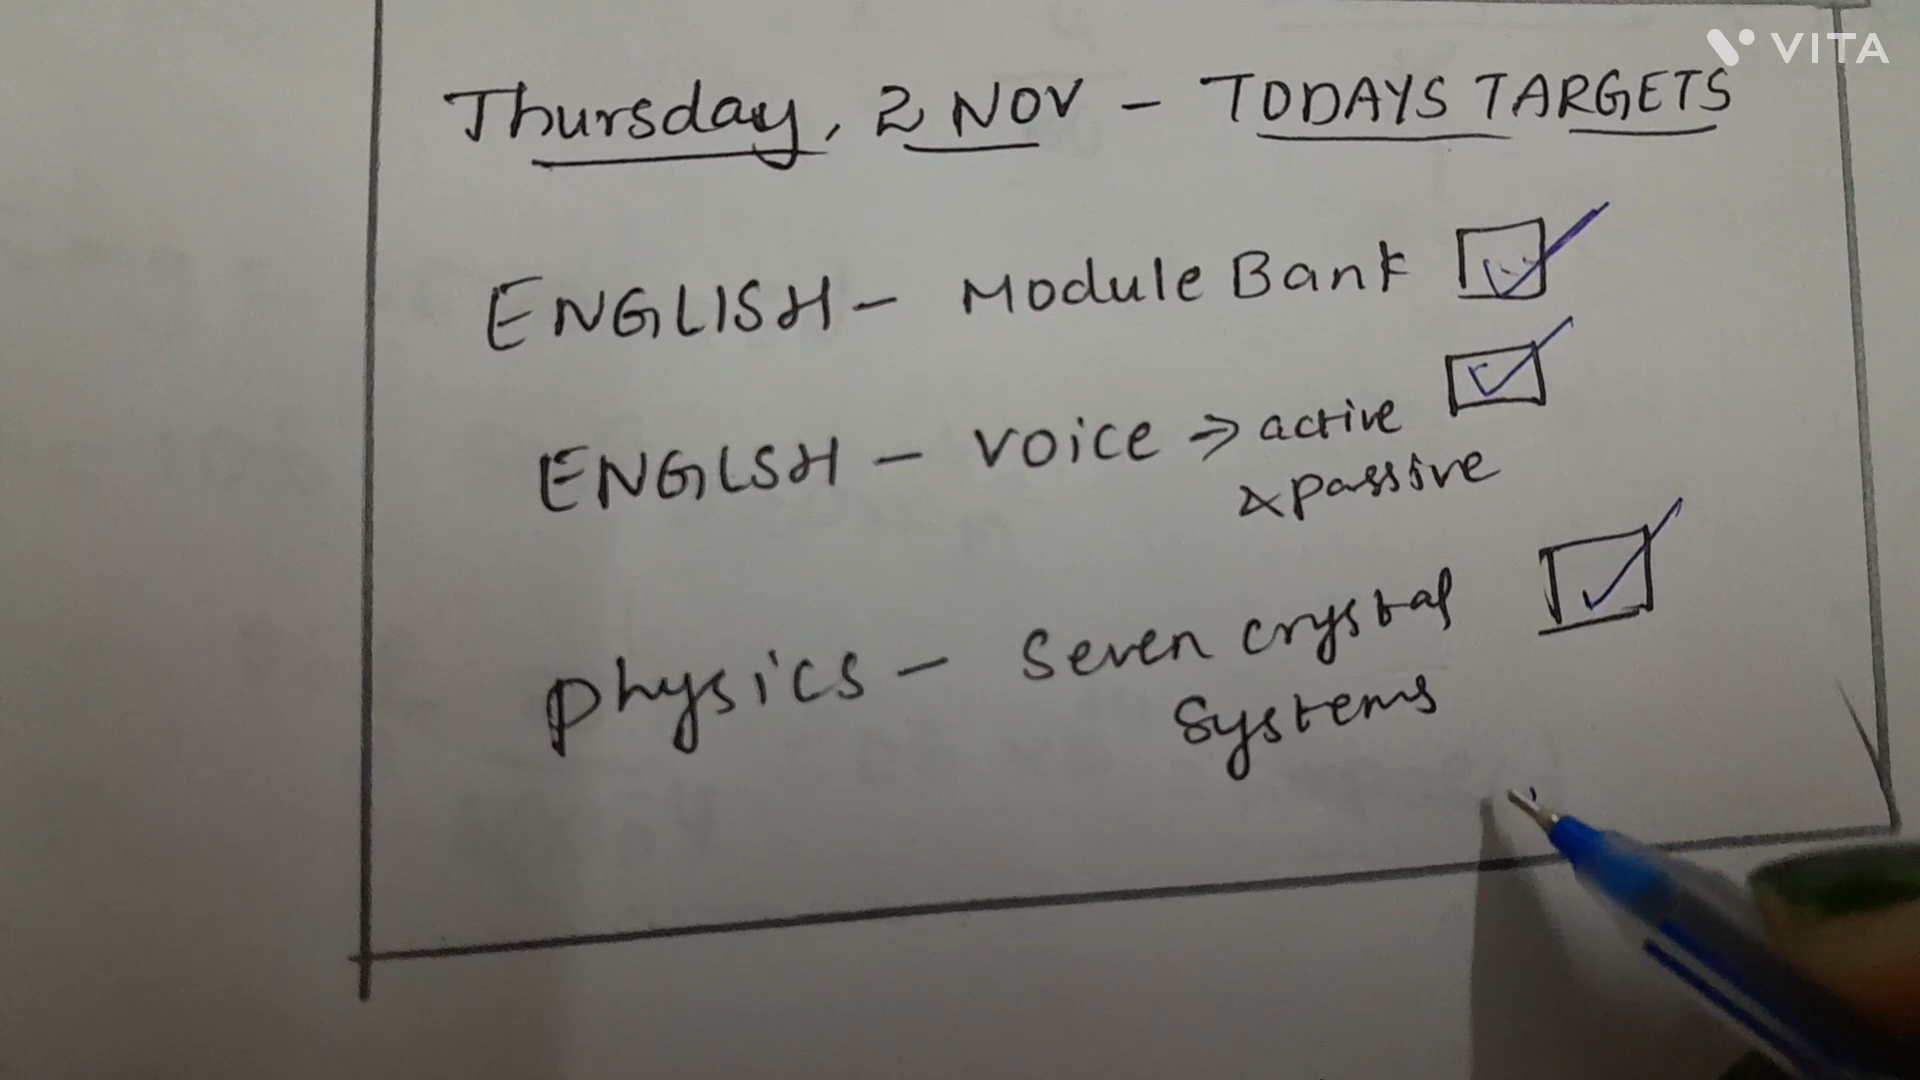 VITA
Thursday, 2 NOV - TODAYS TARGETS
ENGLISH - Module Bank
ENGLSH - Voice → active
& passive
Physics - Seven crystal
Systems